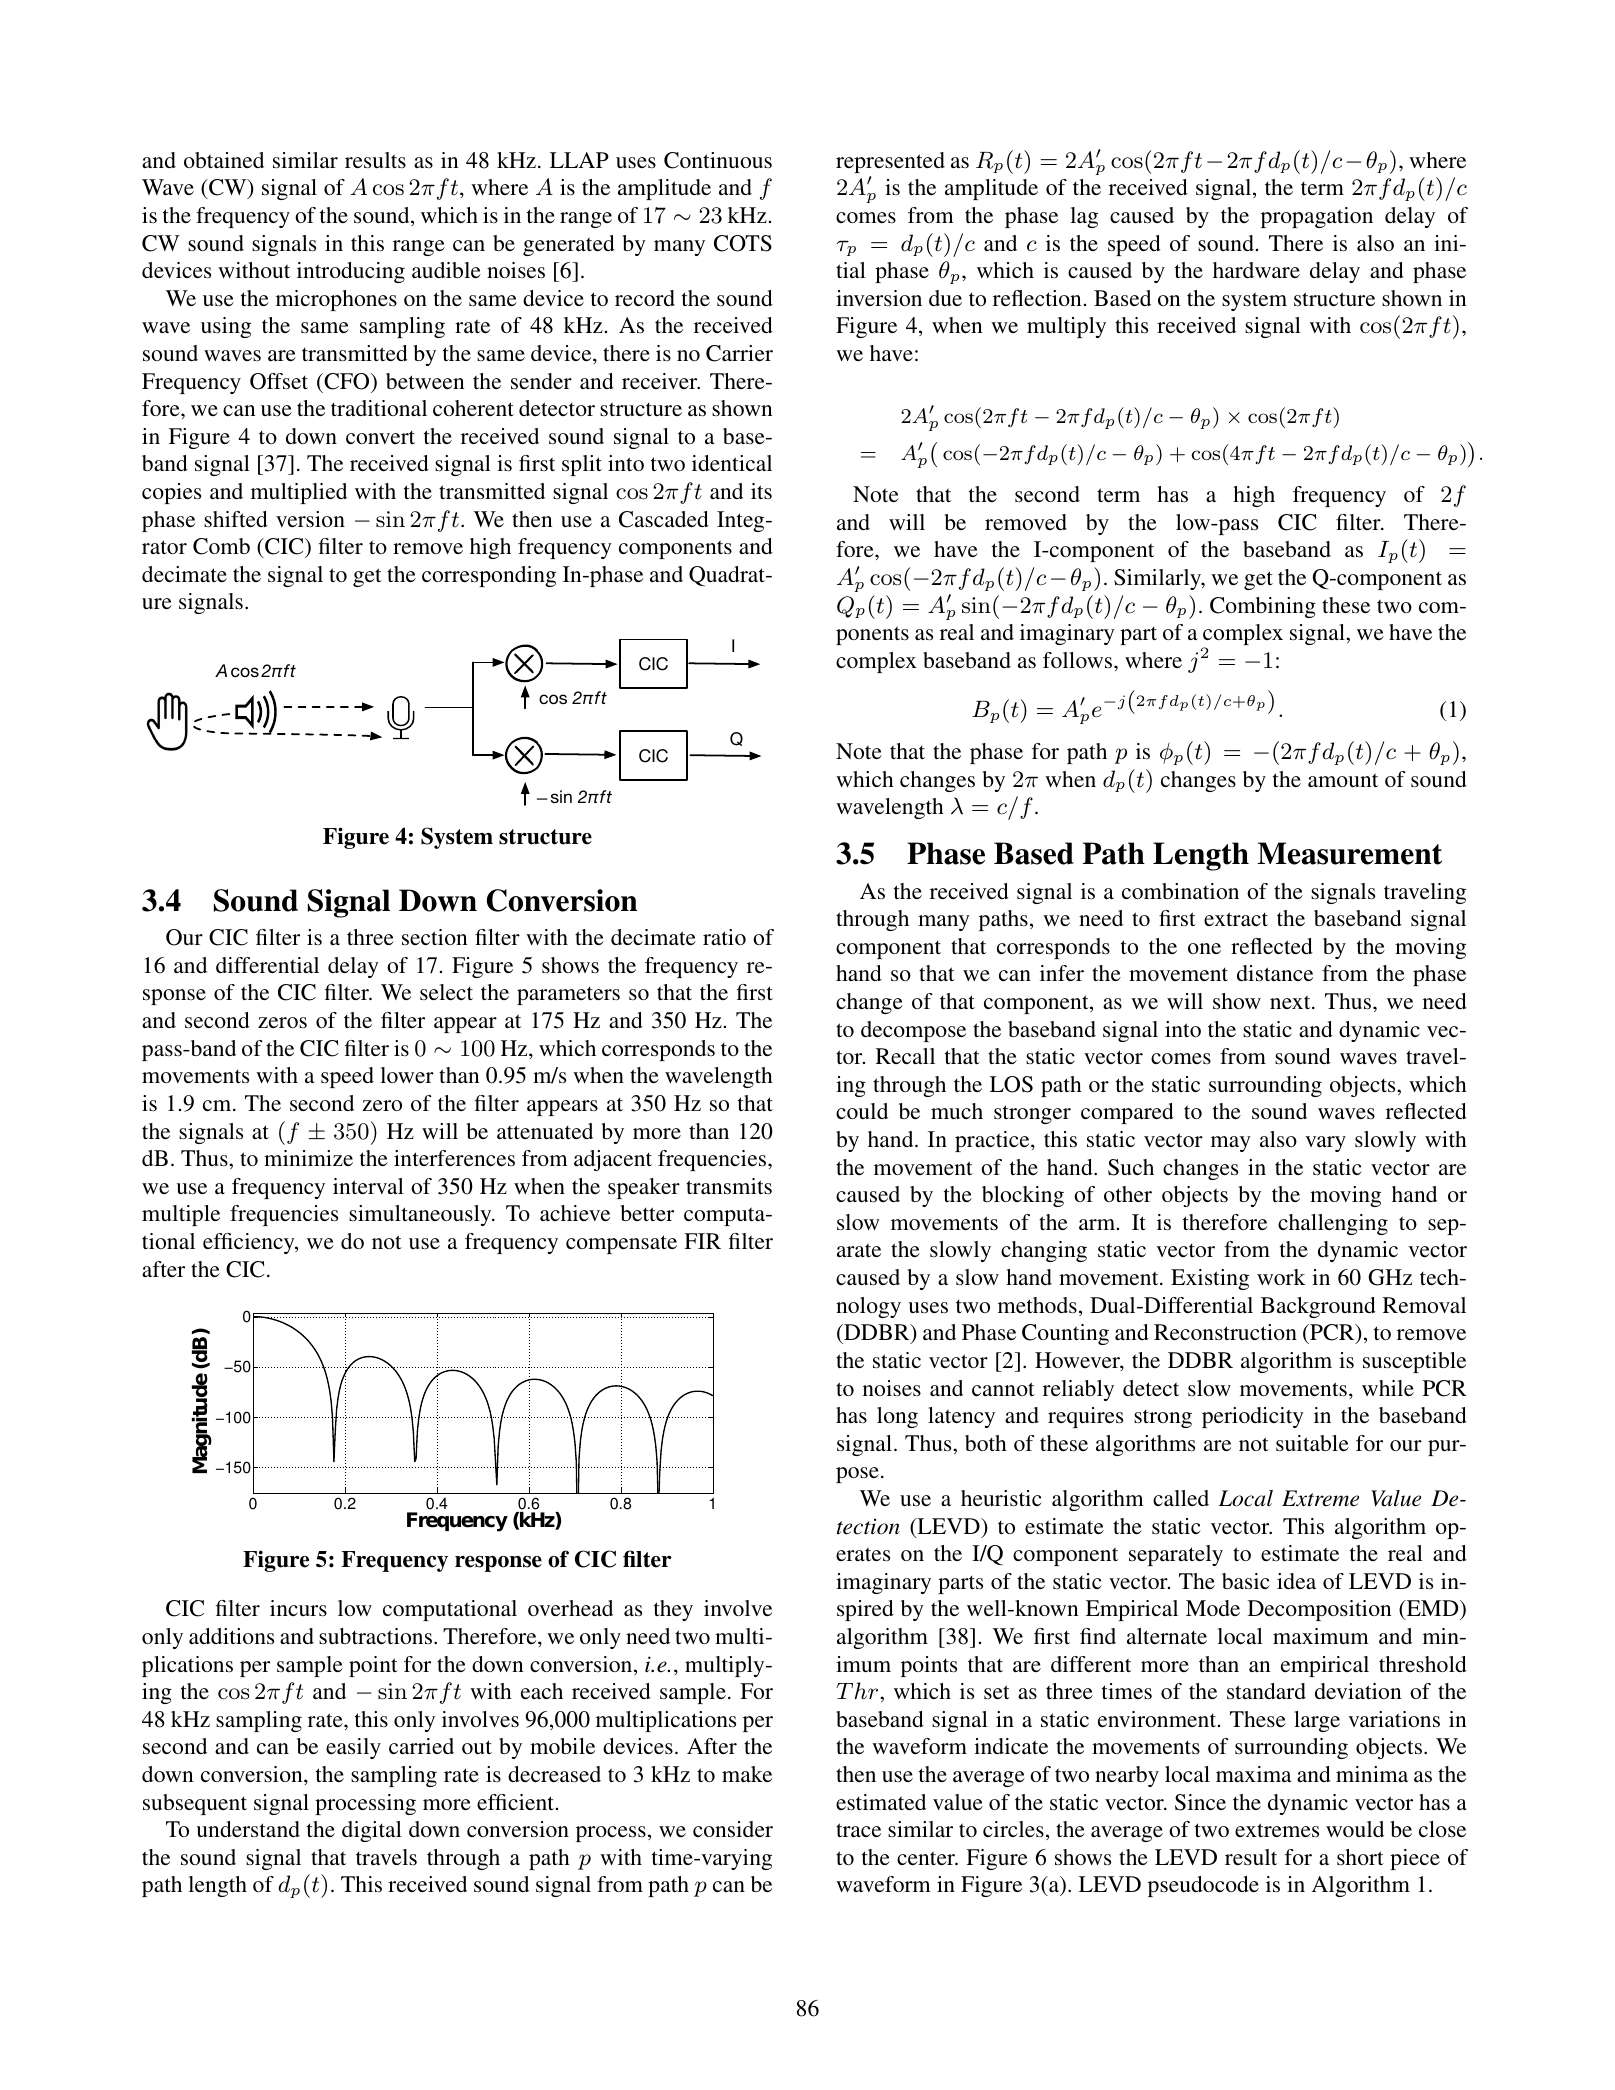 and obtained similar results as in 48 kHz. LLAP uses Continuous
Wave (CW) signal of A cos 2πft, where A is the amplitude and f
is the frequency of the sound, which is in the range of 17 ∼ 23 kHz.
CW sound signals in this range can be generated by many COTS
devices without introducing audible noises [6].
We use the microphones on the same device to record the sound
wave using the same sampling rate of 48 kHz. As the received
sound waves are transmitted by the same device, there is no Carrier
Frequency Offset (CFO) between the sender and receiver. There-
fore, we can use the traditional coherent detector structure as shown
in Figure 4 to down convert the received sound signal to a base-
band signal [37]. The received signal is first split into two identical
copies and multiplied with the transmitted signal cos 2πft and its
phase shifted version − sin 2πft. We then use a Cascaded Integ-
rator Comb (CIC) filter to remove high frequency components and
decimate the signal to get the corresponding In-phase and Quadrat-
ure signals.
A cos 2πft
cos 2πft
CIC
I
− sin 2πft
CIC
Q
Figure 4: System structure
3.4 Sound Signal Down Conversion
Our CIC filter is a three section filter with the decimate ratio of
16 and differential delay of 17. Figure 5 shows the frequency re-
sponse of the CIC filter. We select the parameters so that the first
and second zeros of the filter appear at 175 Hz and 350 Hz. The
pass-band of the CIC filter is 0 ∼ 100 Hz, which corresponds to the
movements with a speed lower than 0.95 m/s when the wavelength
is 1.9 cm. The second zero of the filter appears at 350 Hz so that
the signals at (f ± 350) Hz will be attenuated by more than 120
dB. Thus, to minimize the interferences from adjacent frequencies,
we use a frequency interval of 350 Hz when the speaker transmits
multiple frequencies simultaneously. To achieve better computa-
tional efficiency, we do not use a frequency compensate FIR filter
after the CIC.
Magnitude (dB)
0
−50
−100
−150
0 0.2 0.4 0.6 0.8 1
Frequency (kHz)
Figure 5: Frequency response of CIC filter
CIC filter incurs low computational overhead as they involve
only additions and subtractions. Therefore, we only need two multi-
plications per sample point for the down conversion, i.e., multiply-
ing the cos 2πft and − sin 2πft with each received sample. For
48 kHz sampling rate, this only involves 96,000 multiplications per
second and can be easily carried out by mobile devices. After the
down conversion, the sampling rate is decreased to 3 kHz to make
subsequent signal processing more efficient.
To understand the digital down conversion process, we consider
the sound signal that travels through a path p with time-varying
path length of dp(t). This received sound signal from path p can be
represented as Rp(t) = 2A′p cos(2πft−2πfdp(t)/c−θp), where
2A′p is the amplitude of the received signal, the term 2πfdp(t)/c
comes from the phase lag caused by the propagation delay of
τp = dp(t)/c and c is the speed of sound. There is also an ini-
tial phase θp, which is caused by the hardware delay and phase
inversion due to reflection. Based on the system structure shown in
Figure 4, when we multiply this received signal with cos(2πft),
we have:
2A′p cos(2πft − 2πfdp(t)/c − θp) × cos(2πft)
= A′p( cos(−2πfdp(t)/c − θp) + cos(4πft − 2πfdp(t)/c − θp)).
Note that the second term has a high frequency of 2f
and will be removed by the low-pass CIC filter. There-
fore, we have the I-component of the baseband as Ip(t) =
A′p cos(−2πfdp(t)/c−θp). Similarly, we get the Q-component as
Qp(t) = A′p sin(−2πfdp(t)/c − θp). Combining these two com-
ponents as real and imaginary part of a complex signal, we have the
complex baseband as follows, where j² = −1:
Bp(t) = A′p e^−j(2πfdp(t)/c+θp). (1)
Note that the phase for path p is ϕp(t) = −(2πfdp(t)/c + θp),
which changes by 2π when dp(t) changes by the amount of sound
wavelength λ = c/f.
3.5 Phase Based Path Length Measurement
As the received signal is a combination of the signals traveling
through many paths, we need to first extract the baseband signal
component that corresponds to the one reflected by the moving
hand so that we can infer the movement distance from the phase
change of that component, as we will show next. Thus, we need
to decompose the baseband signal into the static and dynamic vec-
tor. Recall that the static vector comes from sound waves travel-
ing through the LOS path or the static surrounding objects, which
could be much stronger compared to the sound waves reflected
by hand. In practice, this static vector may also vary slowly with
the movement of the hand. Such changes in the static vector are
caused by the blocking of other objects by the moving hand or
slow movements of the arm. It is therefore challenging to sep-
arate the slowly changing static vector from the dynamic vector
caused by a slow hand movement. Existing work in 60 GHz tech-
nology uses two methods, Dual-Differential Background Removal
(DDBR) and Phase Counting and Reconstruction (PCR), to remove
the static vector [2]. However, the DDBR algorithm is susceptible
to noises and cannot reliably detect slow movements, while PCR
has long latency and requires strong periodicity in the baseband
signal. Thus, both of these algorithms are not suitable for our pur-
pose.
We use a heuristic algorithm called Local Extreme Value De-
tection (LEVD) to estimate the static vector. This algorithm op-
erates on the I/Q component separately to estimate the real and
imaginary parts of the static vector. The basic idea of LEVD is in-
spired by the well-known Empirical Mode Decomposition (EMD)
algorithm [38]. We first find alternate local maximum and min-
imum points that are different more than an empirical threshold
Thr, which is set as three times of the standard deviation of the
baseband signal in a static environment. These large variations in
the waveform indicate the movements of surrounding objects. We
then use the average of two nearby local maxima and minima as the
estimated value of the static vector. Since the dynamic vector has a
trace similar to circles, the average of two extremes would be close
to the center. Figure 6 shows the LEVD result for a short piece of
waveform in Figure 3(a). LEVD pseudocode is in Algorithm 1.
86